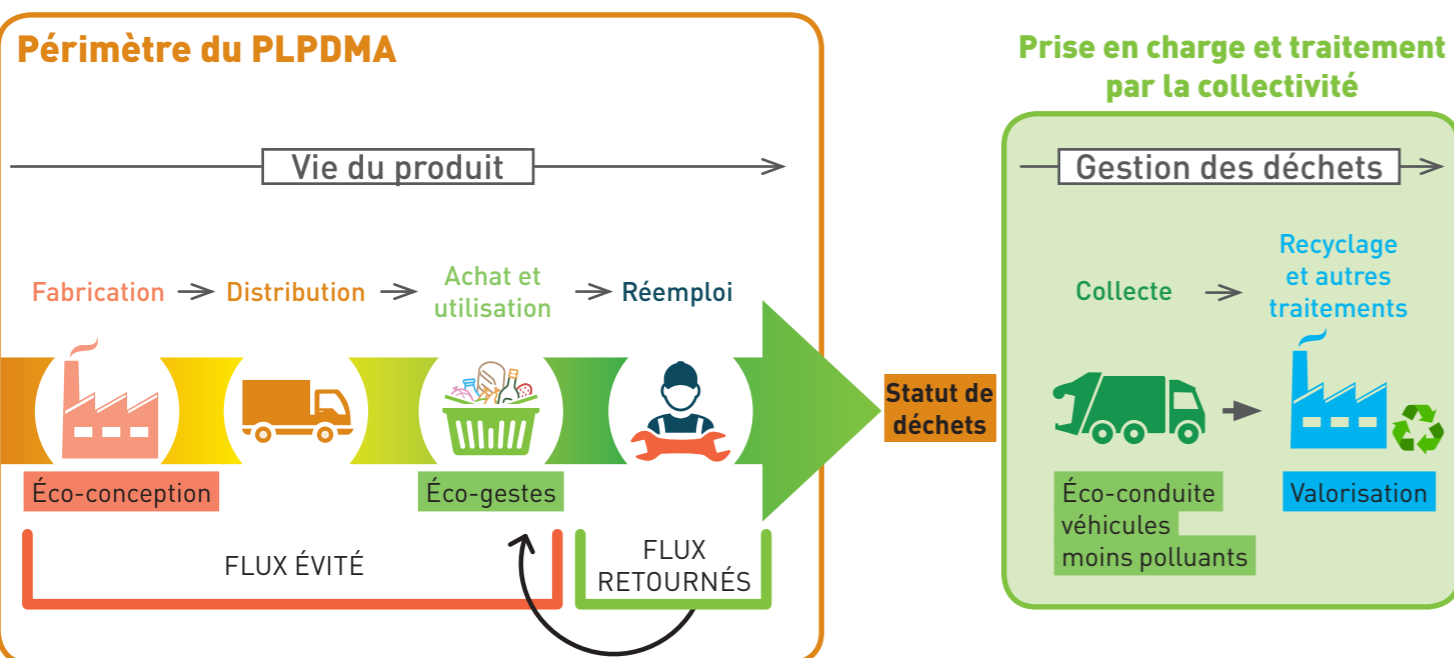 Périmètre du PLPDMA
Vie du produit
Fabrication
Distribution
Achat et
utilisation
Réemploi
Éco-conception
Éco-gestes
FLUX ÉVITÉ
FLUX
RETOURNÉS
Statut de
déchets
Prise en charge et traitement
par la collectivité
Gestion des déchets
Collecte
Recyclage
et autres
traitements
Éco-conduite
véhicules
moins polluants
Valorisation